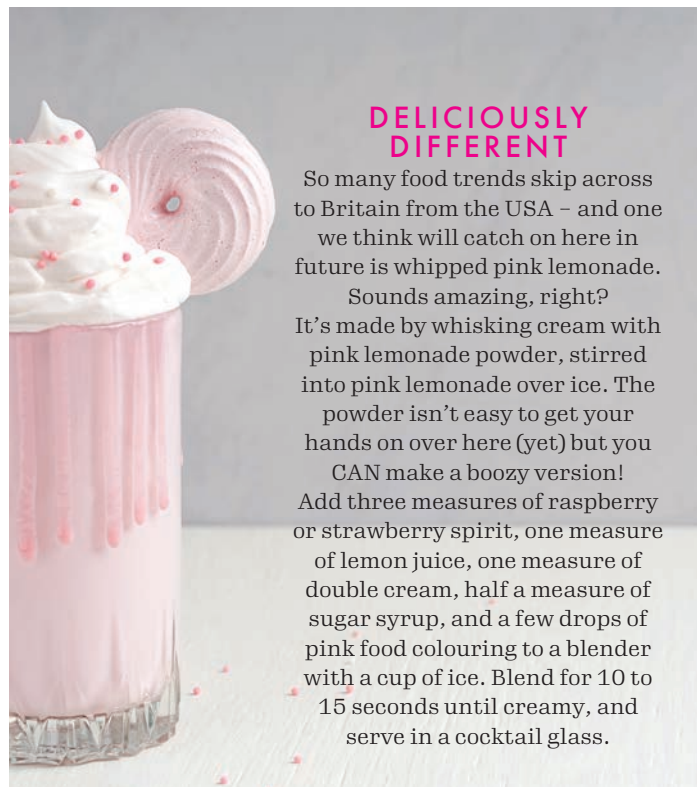 DELICIOUSLY
DIFFERENT
So many food trends skip across
to Britain from the USA – and one
we think will catch on here in
future is whipped pink lemonade.
Sounds amazing, right?
It’s made by whisking cream with
pink lemonade powder, stirred
into pink lemonade over ice. The
powder isn’t easy to get your
hands on over here (yet) but you
CAN make a boozy version!
Add three measures of raspberry
or strawberry spirit, one measure
of lemon juice, one measure of
double cream, half a measure of
sugar syrup, and a few drops of
pink food colouring to a blender
with a cup of ice. Blend for 10 to
15 seconds until creamy, and
serve in a cocktail glass.